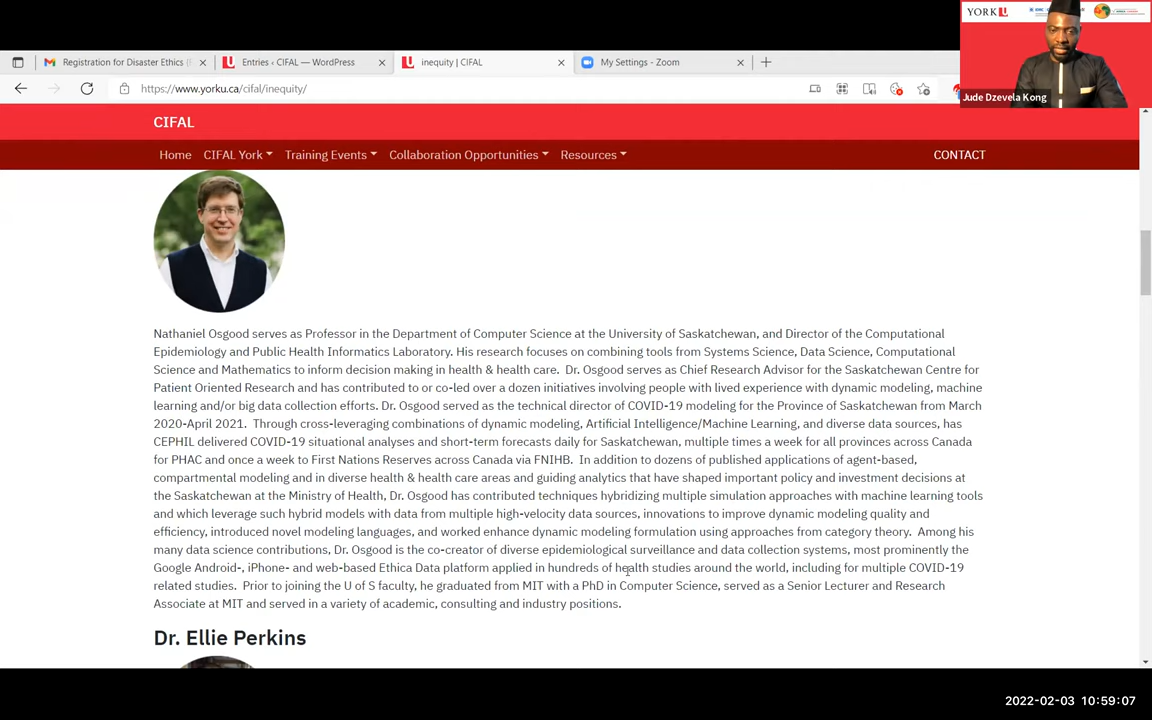 YORK U
Jude Dzevela Kong
Registration for Disaster Ethics (F
Entries ‹ CIFAL — WordPress
inequity | CIFAL
My Settings - Zoom
https://www.yorku.ca/cifal/inequity/
CIFAL
Home CIFAL York Training Events Collaboration Opportunities Resources CONTACT
Nathaniel Osgood serves as Professor in the Department of Computer Science at the University of Saskatchewan, and Director of the Computational
Epidemiology and Public Health Informatics Laboratory. His research focuses on combining tools from Systems Science, Data Science, Computational
Science and Mathematics to inform decision making in health & health care.  Dr. Osgood serves as Chief Research Advisor for the Saskatchewan Centre for
Patient Oriented Research and has contributed to or co-led over a dozen initiatives involving people with lived experience with dynamic modeling, machine
learning and/or big data collection efforts. Dr. Osgood served as the technical director of COVID-19 modeling for the Province of Saskatchewan from March
2020-April 2021.  Through cross-leveraging combinations of dynamic modeling, Artificial Intelligence/Machine Learning, and diverse data sources, has
CEPHIL delivered COVID-19 situational analyses and short-term forecasts daily for Saskatchewan, multiple times a week for all provinces across Canada
for PHAC and once a week to First Nations Reserves across Canada via FNIHB.  In addition to dozens of published applications of agent-based,
compartmental modeling and in diverse health & health care areas and guiding analytics that have shaped important policy and investment decisions at
the Saskatchewan at the Ministry of Health, Dr. Osgood has contributed techniques hybridizing multiple simulation approaches with machine learning tools
and which leverage such hybrid models with data from multiple high-velocity data sources, innovations to improve dynamic modeling quality and
efficiency, introduced novel modeling languages, and worked enhance dynamic modeling formulation using approaches from category theory.  Among his
many data science contributions, Dr. Osgood is the co-creator of diverse epidemiological surveillance and data collection systems, most prominently the
Google Android-, iPhone- and web-based Ethica Data platform applied in hundreds of health studies around the world, including for multiple COVID-19
related studies.  Prior to joining the U of S faculty, he graduated from MIT with a PhD in Computer Science, served as a Senior Lecturer and Research
Associate at MIT and served in a variety of academic, consulting and industry positions.
Dr. Ellie Perkins
2022-02-03 10:59:07